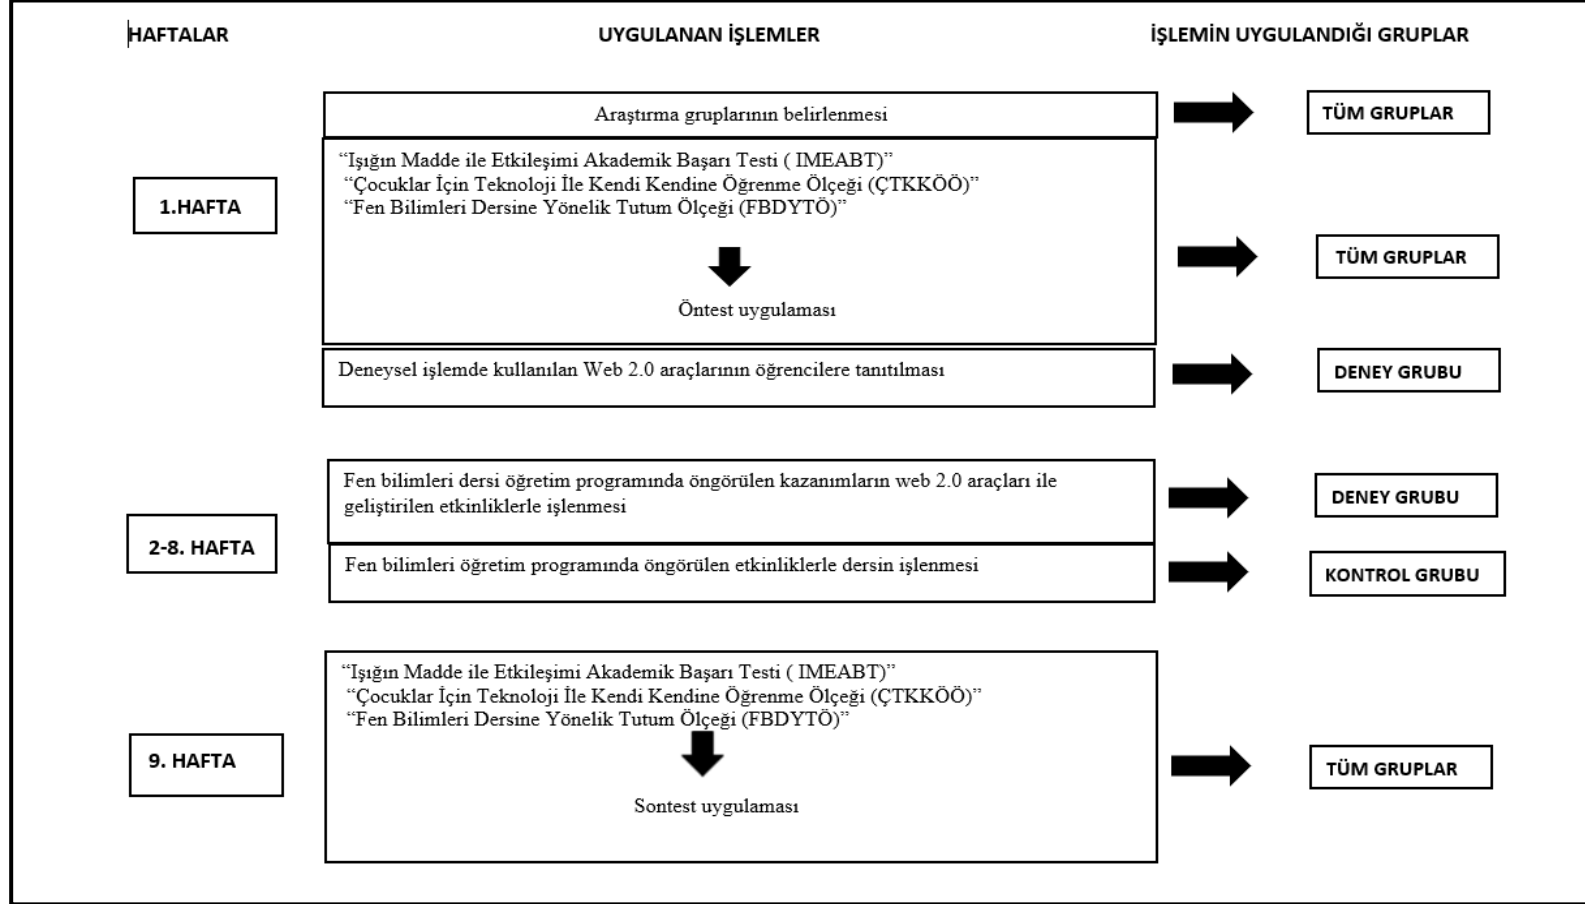 HAFTALAR
UYGULANAN İŞLEMLER
İŞLEMİN UYGULANDIĞI GRUPLAR
Araştırma gruplarının belirlenmesi
TÜM GRUPLAR
1.HAFTA
“Işığın Madde ile Etkileşimi Akademik Başarı Testi ( IMEABT)”
“Çocuklar İçin Teknoloji İle Kendi Kendine Öğrenme Ölçeği (ÇTKKÖÖ)”
“Fen Bilimleri Dersine Yönelik Tutum Ölçeği (FBDYTÖ)”
Öntest uygulaması
TÜM GRUPLAR
Deneysel işlemde kullanılan Web 2.0 araçlarının öğrencilere tanıtılması
DENEY GRUBU
2-8. HAFTA
Fen bilimleri dersi öğretim programında öngörülen kazanımların web 2.0 araçları ile
geliştirilen etkinliklerle işlenmesi
DENEY GRUBU
Fen bilimleri öğretim programında öngörülen etkinliklerle dersin işlenmesi
KONTROL GRUBU
9. HAFTA
“Işığın Madde ile Etkileşimi Akademik Başarı Testi ( IMEABT)”
“Çocuklar İçin Teknoloji İle Kendi Kendine Öğrenme Ölçeği (ÇTKKÖÖ)”
“Fen Bilimleri Dersine Yönelik Tutum Ölçeği (FBDYTÖ)”
Sontest uygulaması
TÜM GRUPLAR